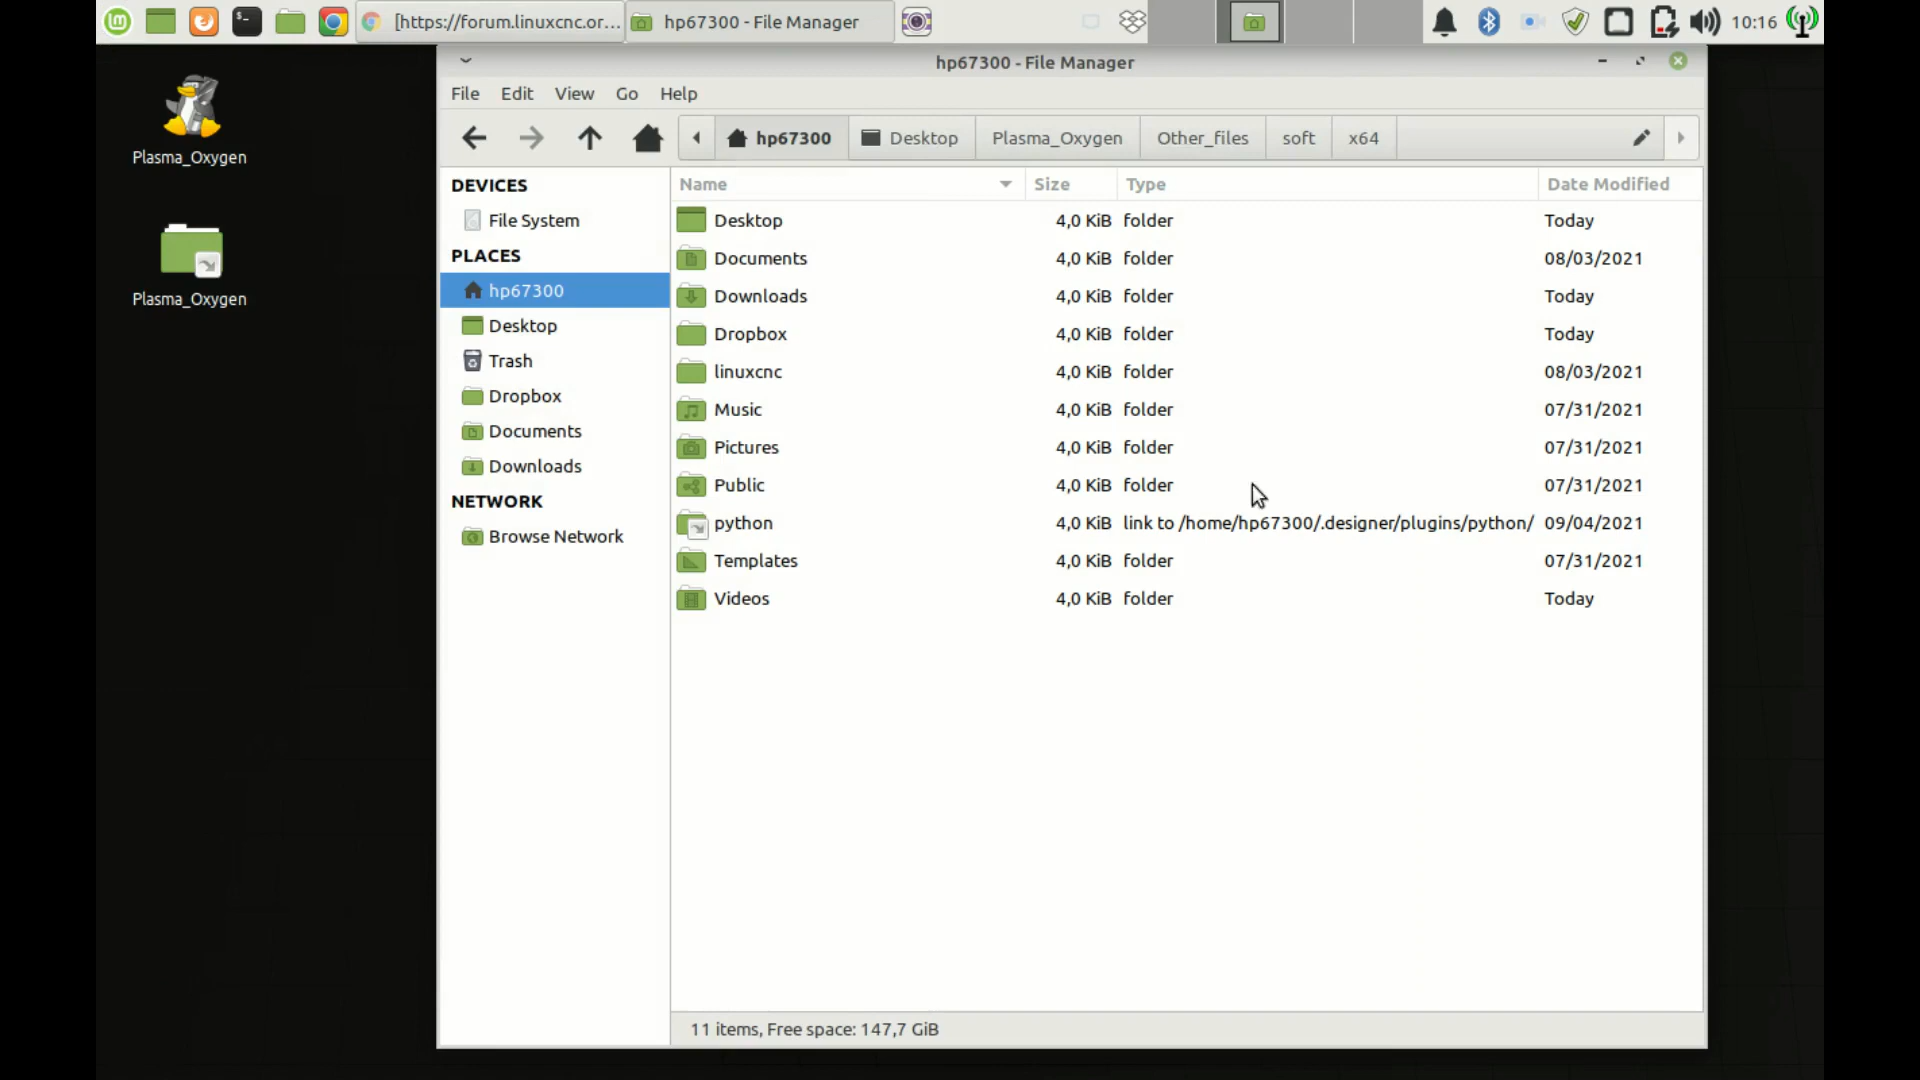 [https://forum.linuxcnc.or... hp67300 - File Manager 10:16
hp67300 - File Manager
File Edit View Go Help
hp67300 Desktop Plasma_Oxygen Other_files soft x64
Plasma_Oxygen
Plasma_Oxygen
DEVICES
File System
PLACES
hp67300
Desktop
Trash
Dropbox
Documents
Downloads
NETWORK
Browse Network
Name Size Type Date Modified
Desktop 4,0 KiB folder Today
Documents 4,0 KiB folder 08/03/2021
Downloads 4,0 KiB folder Today
Dropbox 4,0 KiB folder Today
linuxcnc 4,0 KiB folder 08/03/2021
Music 4,0 KiB folder 07/31/2021
Pictures 4,0 KiB folder 07/31/2021
Public 4,0 KiB folder 07/31/2021
python 4,0 KiB link to /home/hp67300/.designer/plugins/python/ 09/04/2021
Templates 4,0 KiB folder 07/31/2021
Videos 4,0 KiB folder Today
11 items, Free space: 147,7 GiB